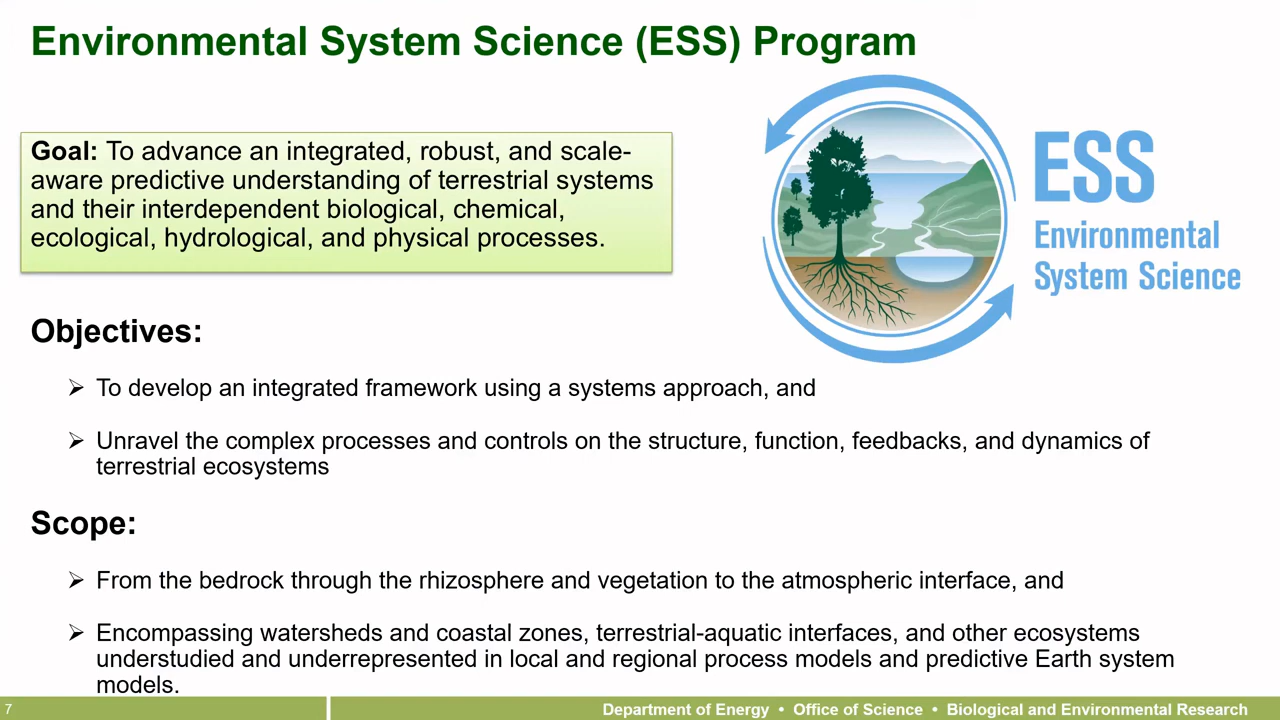 Environmental System Science (ESS) Program
Goal: To advance an integrated, robust, and scale-
aware predictive understanding of terrestrial systems
and their interdependent biological, chemical,
ecological, hydrological, and physical processes.
ESS
Environmental
System Science
Objectives:
➢ To develop an integrated framework using a systems approach, and
➢ Unravel the complex processes and controls on the structure, function, feedbacks, and dynamics of
terrestrial ecosystems
Scope:
➢ From the bedrock through the rhizosphere and vegetation to the atmospheric interface, and
➢ Encompassing watersheds and coastal zones, terrestrial-aquatic interfaces, and other ecosystems
understudied and underrepresented in local and regional process models and predictive Earth system
models.
7
Department of Energy • Office of Science • Biological and Environmental Research